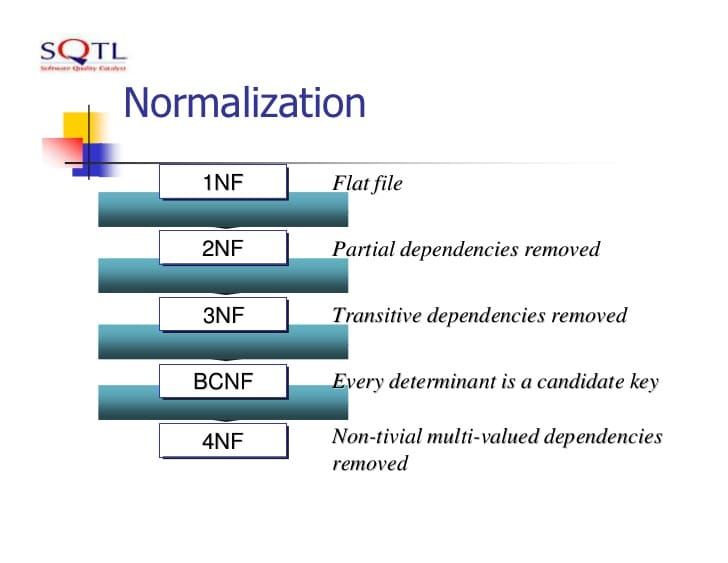 SQTL
Software Quality Catalyst
Normalization
1NF Flat file
2NF Partial dependencies removed
3NF Transitive dependencies removed
BCNF Every determinant is a candidate key
4NF Non-tivial multi-valued dependencies
removed